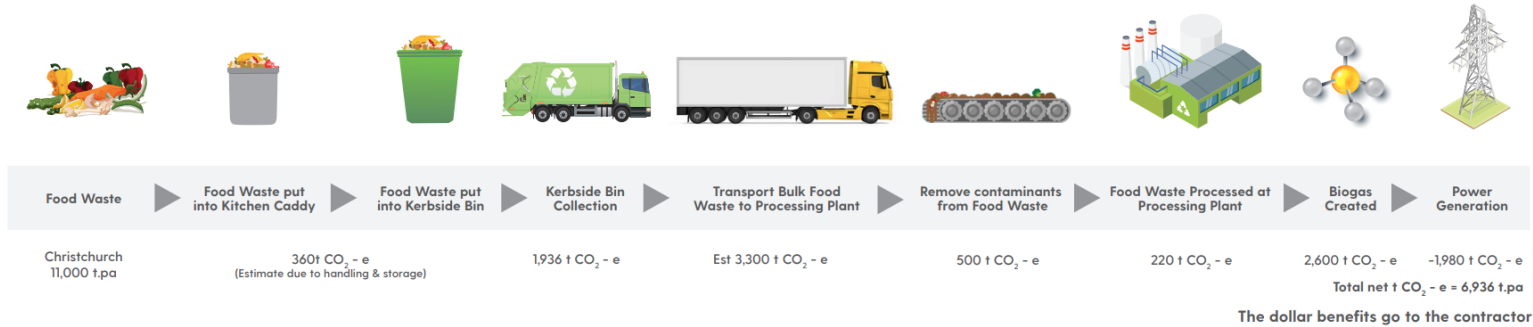 Food Waste
Food Waste put
into Kitchen Caddy
Food Waste put
into Kerbside Bin
Kerbside Bin
Collection
Transport Bulk Food
Waste to Processing Plant
Remove contaminants
from Food Waste
Food Waste Processed at
Processing Plant
Biogas
Created
Power
Generation
Christchurch
11,000 t.pa
360t CO₂ - e
(Estimate due to handling & storage)
1,936 t CO₂ - e
Est 3,300 t CO₂ - e
500 t CO₂ - e
220 t CO₂ - e
2,600 t CO₂ - e
-1,980 t CO₂ - e
Total net t CO₂ - e = 6,936 t.pa
The dollar benefits go to the contractor